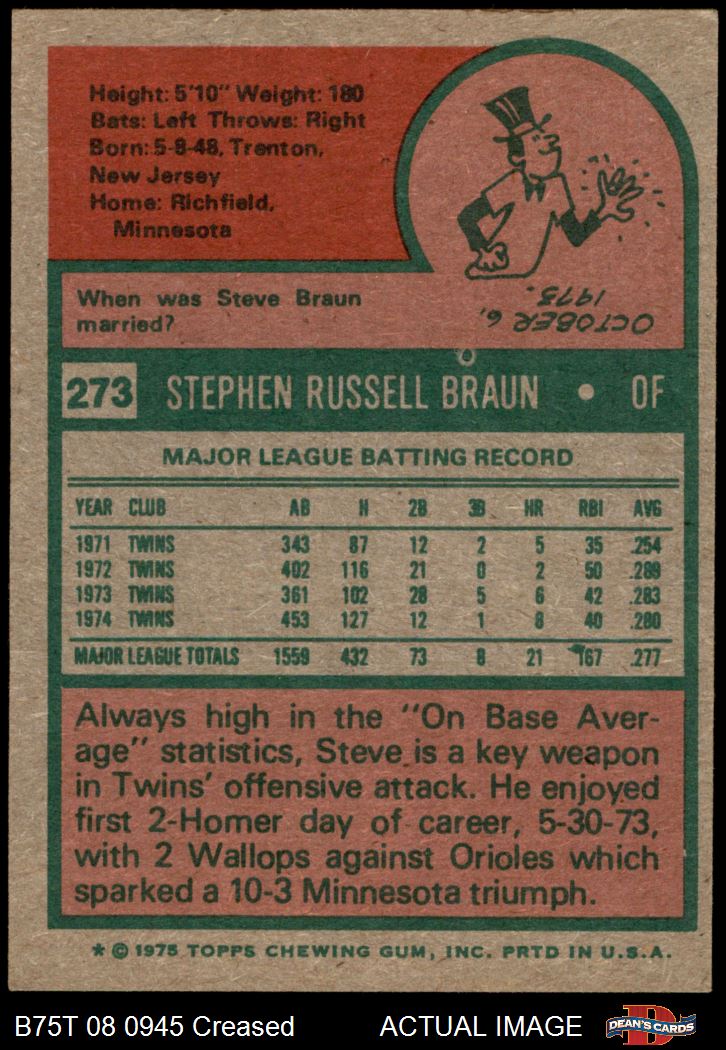 Height: 5'10" Weight: 180
Bats: Left Throws: Right
Born: 5-8-48, Trenton,
New Jersey
Home: Richfield,
Minnesota
When was Steve Braun
married?
OCTOBER 6,
1973.
273 STEPHEN RUSSELL BRAUN • OF
MAJOR LEAGUE BATTING RECORD
YEAR CLUB AB H 2B 3B HR RBI AVG
1971 TWINS 343 87 12 2 5 35 .254
1972 TWINS 402 116 21 0 2 50 .289
1973 TWINS 361 102 28 5 6 42 .283
1974 TWINS 453 127 12 1 8 40 .280
MAJOR LEAGUE TOTALS 1559 432 73 8 21 167 .277
Always high in the "On Base Aver-
age" statistics, Steve is a key weapon
in Twins' offensive attack. He enjoyed
first 2-Homer day of career, 5-30-73,
with 2 Wallops against Orioles which
sparked a 10-3 Minnesota triumph.
* © 1975 TOPPS CHEWING GUM, INC. PRTD IN U.S.A.
B75T 08 0945 Creased ACTUAL IMAGE
DEAN'S CARDS